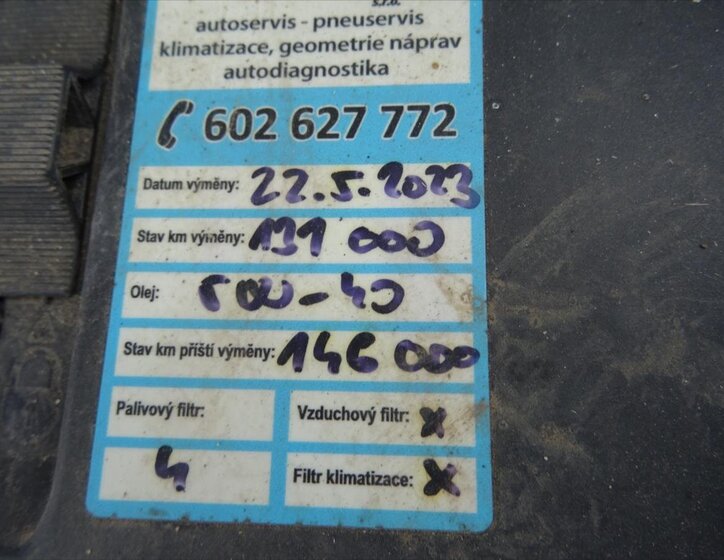 s.r.o.
autoservis - pneuservis
klimatizace, geometrie náprav
autodiagnostika
602 627 772
Datum výměny: 22.5.2023
Stav km výměny: 131 000
Olej: 5W-40
Stav km příští výměny: 146 000
Palivový filtr: Vzduchový filtr: x
4 Filtr klimatizace: x